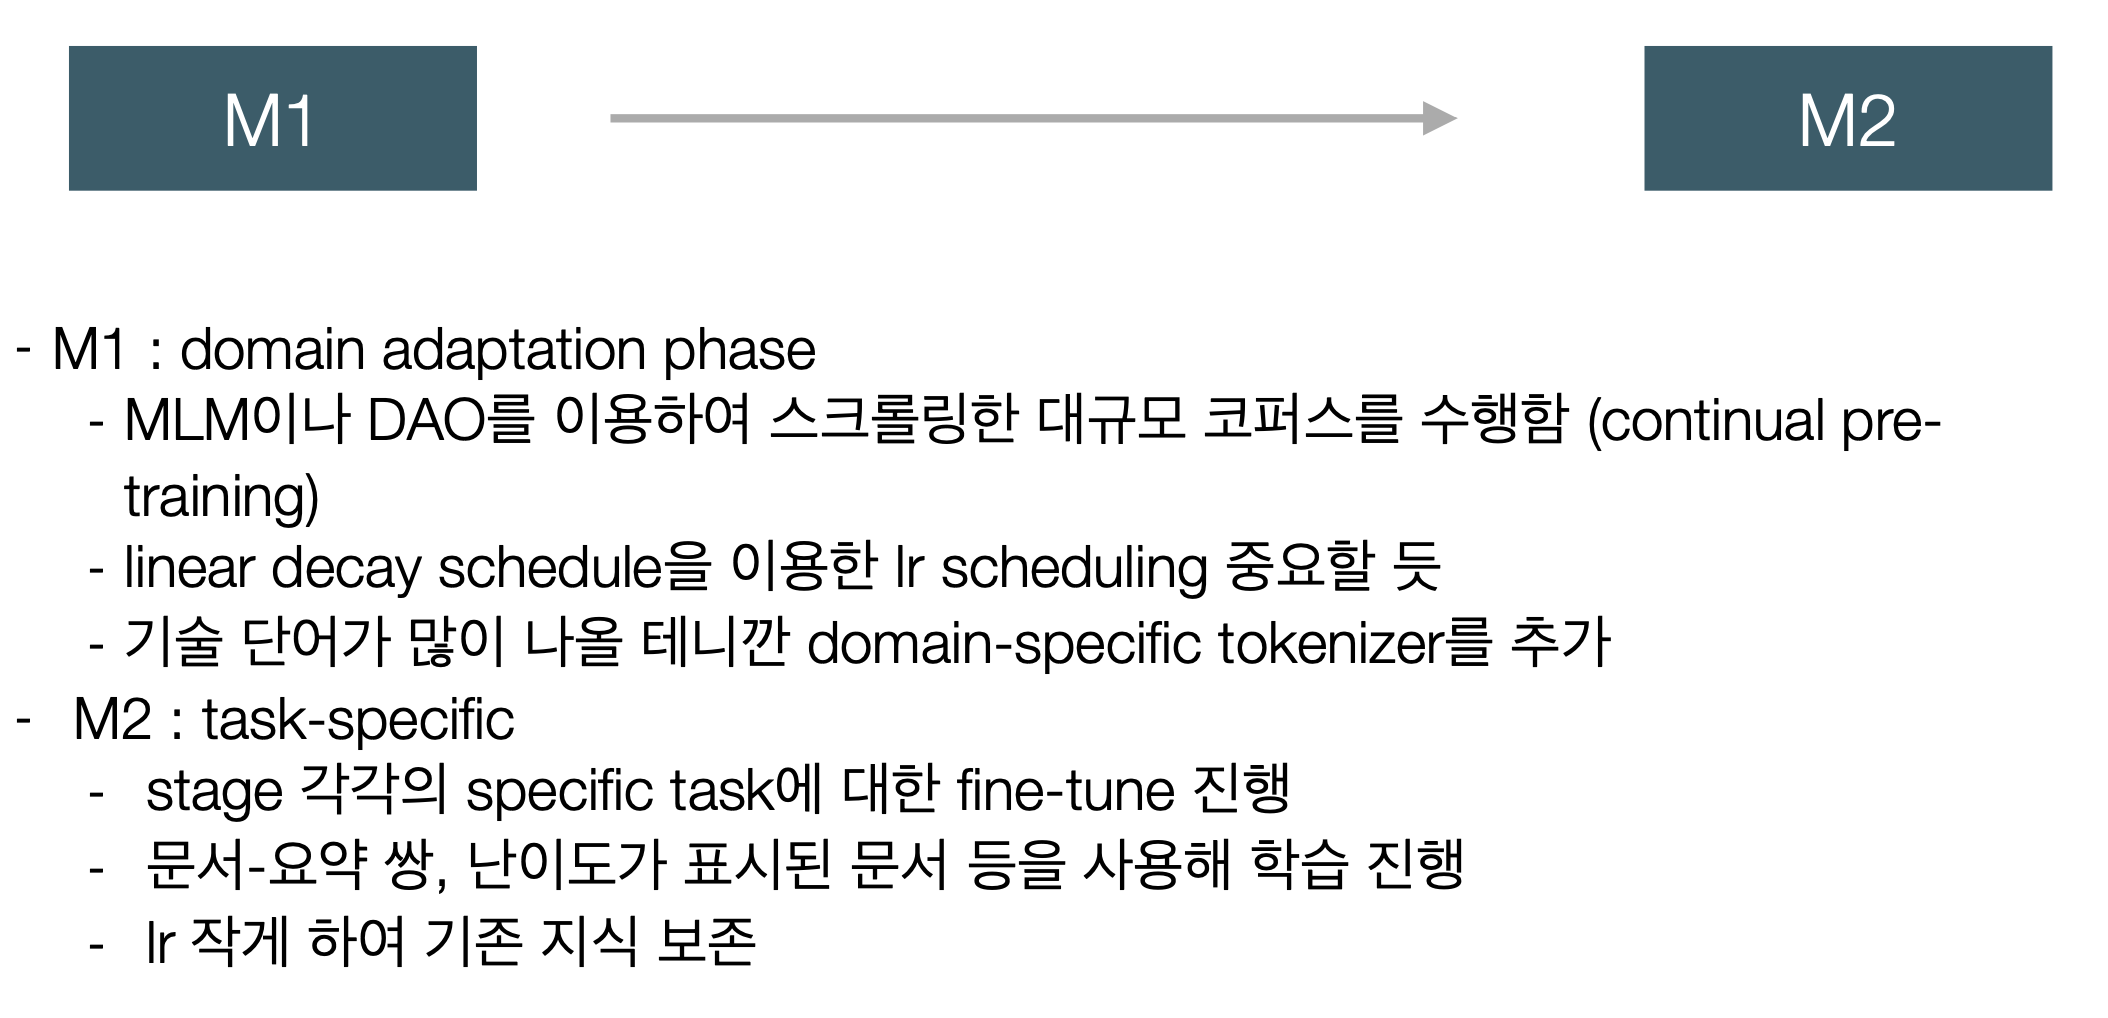 M1
M2
- M1 : domain adaptation phase
- MLM이나 DAO를 이용하여 스크롤링한 대규모 코퍼스를 수행함 (continual pre-
training)
- linear decay schedule을 이용한 lr scheduling 중요할 듯
- 기술 단어가 많이 나올 테니깐 domain-specific tokenizer를 추가
- M2 : task-specific
- stage 각각의 specific task에 대한 fine-tune 진행
- 문서-요약 쌍, 난이도가 표시된 문서 등을 사용해 학습 진행
- lr 작게 하여 기존 지식 보존